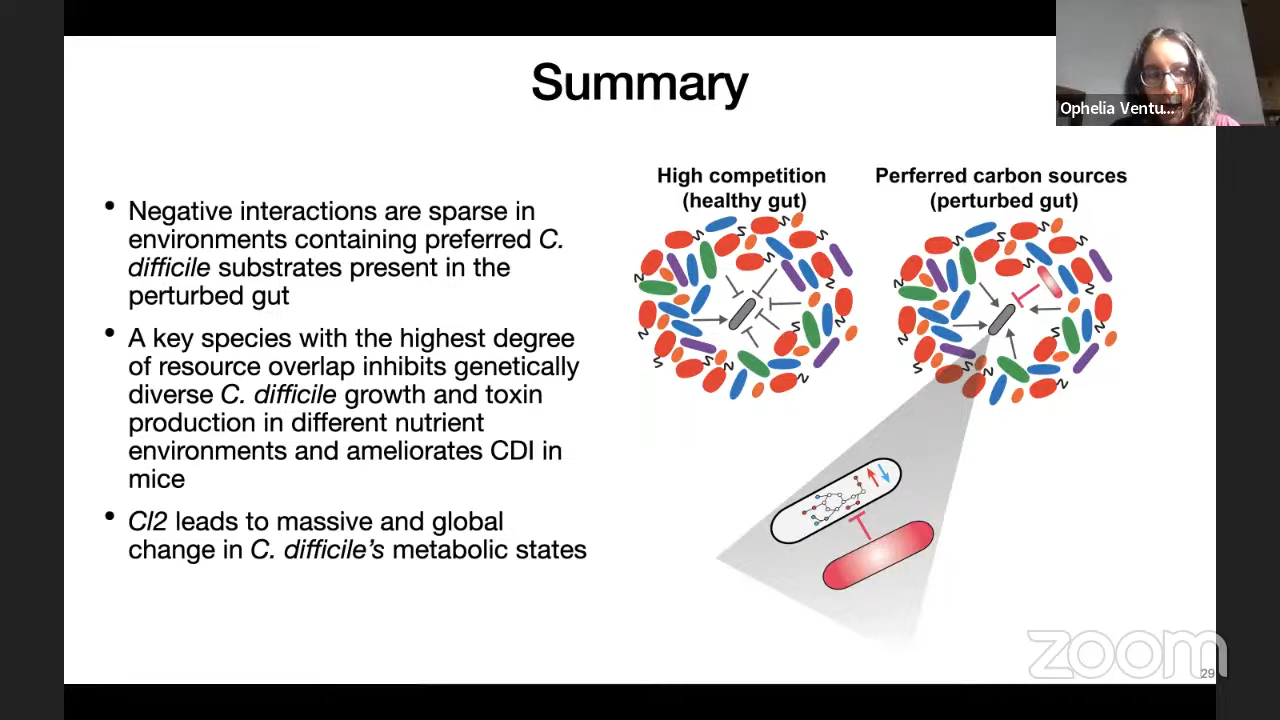 Summary
Ophelia Ventu...
• Negative interactions are sparse in
environments containing preferred C.
difficile substrates present in the
perturbed gut
• A key species with the highest degree
of resource overlap inhibits genetically
diverse C. difficile growth and toxin
production in different nutrient
environments and ameliorates CDI in
mice
• Cl2 leads to massive and global
change in C. difficile’s metabolic states
High competition
(healthy gut)
Perferred carbon sources
(perturbed gut)
zoom
29